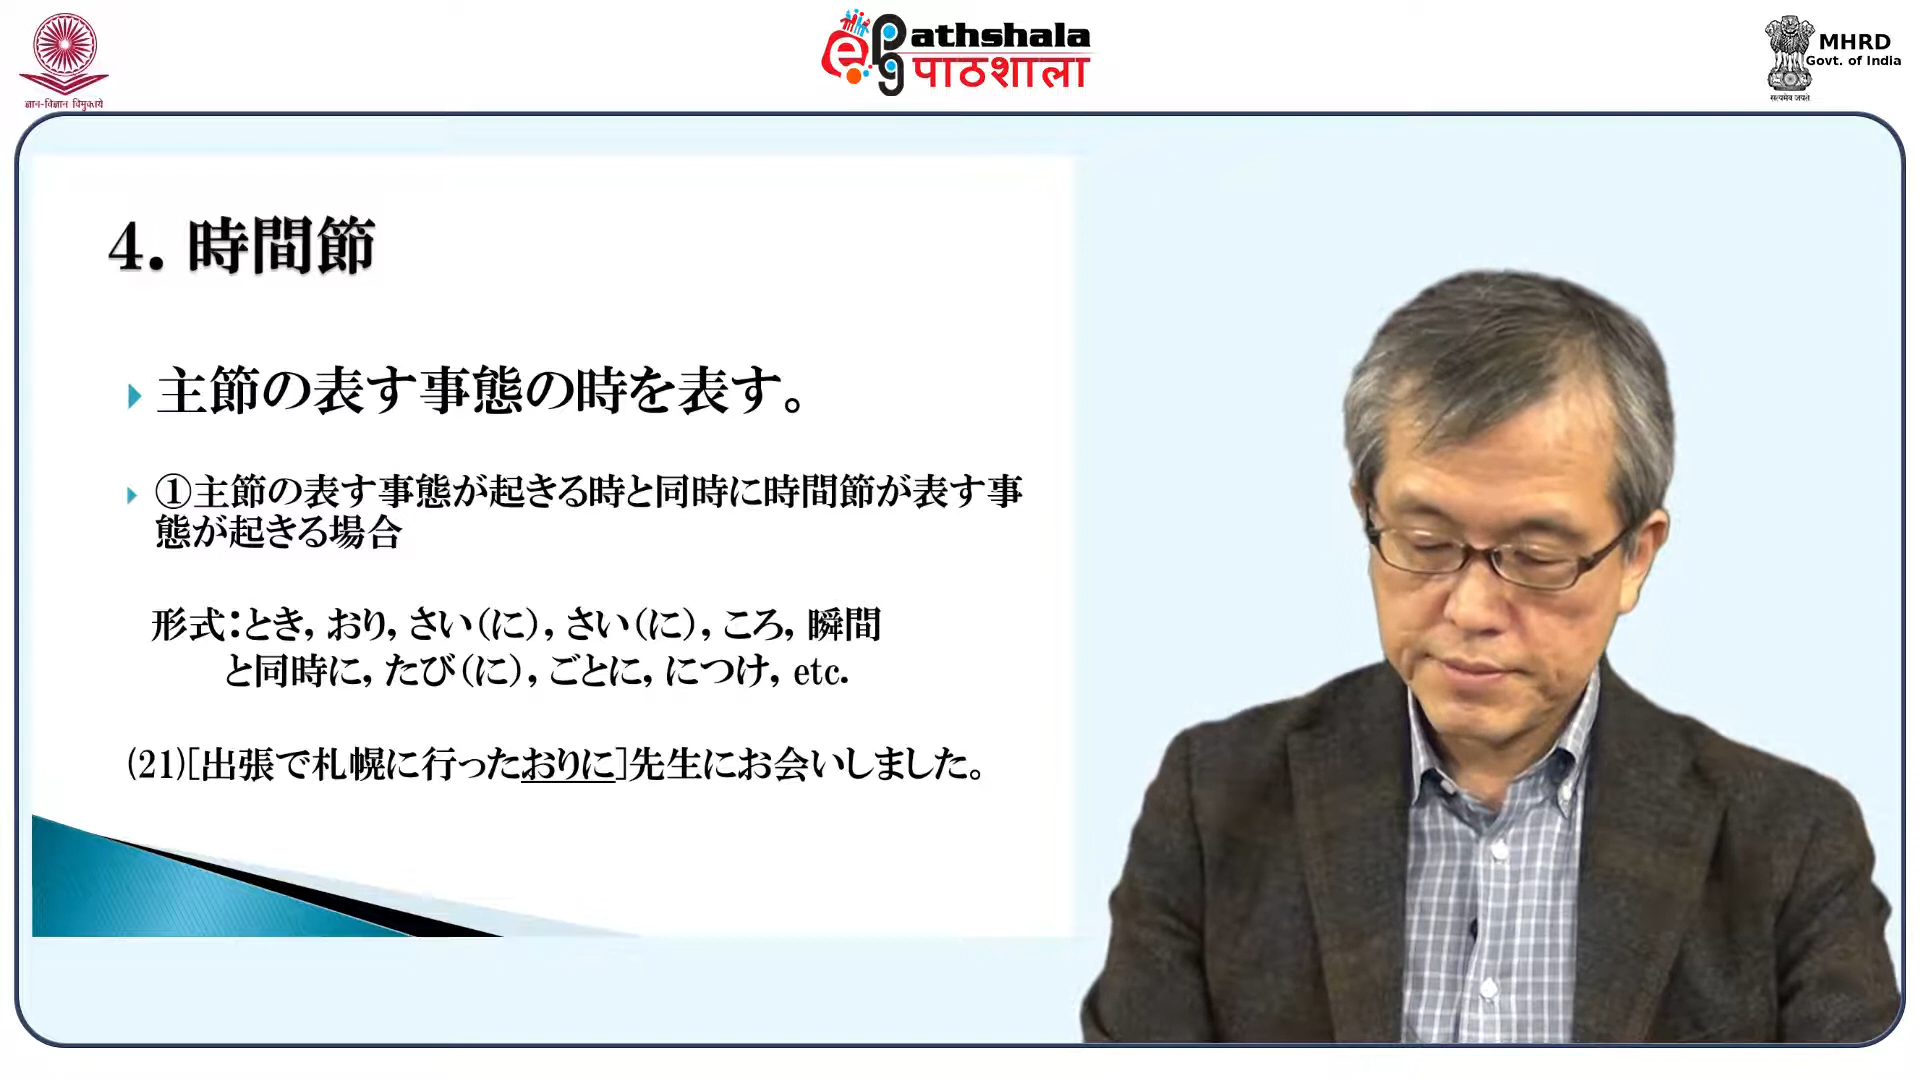 ज्ञान-विज्ञान विमुक्तये
ePathshala
पाठशाला
MHRD
Govt. of India
सत्यमेव जयते
4. 時間節
主節の表す事態の時を表す。
①主節の表す事態が起きる時と同時に時間節が表す事
態が起きる場合
形式：とき, おり, さい（に）, さい（に）, ころ, 瞬間
と同時に, たび（に）, ごとに, につけ, etc.
(21)[出張で札幌に行ったおりに]先生にお会いしました。